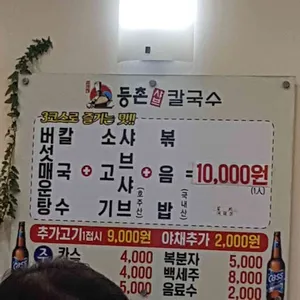 등촌 샤브 칼국수
3코스로 즐기는 맛!!
버섯매운탕 칼국수 + 소고기 샤브샤브 (호주산) + 볶음밥 (국내산) = 10,000원
(1人)
추가고기 1접시 9,000원 야채추가 2,000원
카스 4,000 복분자 5,000
4,000 백세주 8,000
5,000 음료수 2,000
CASS